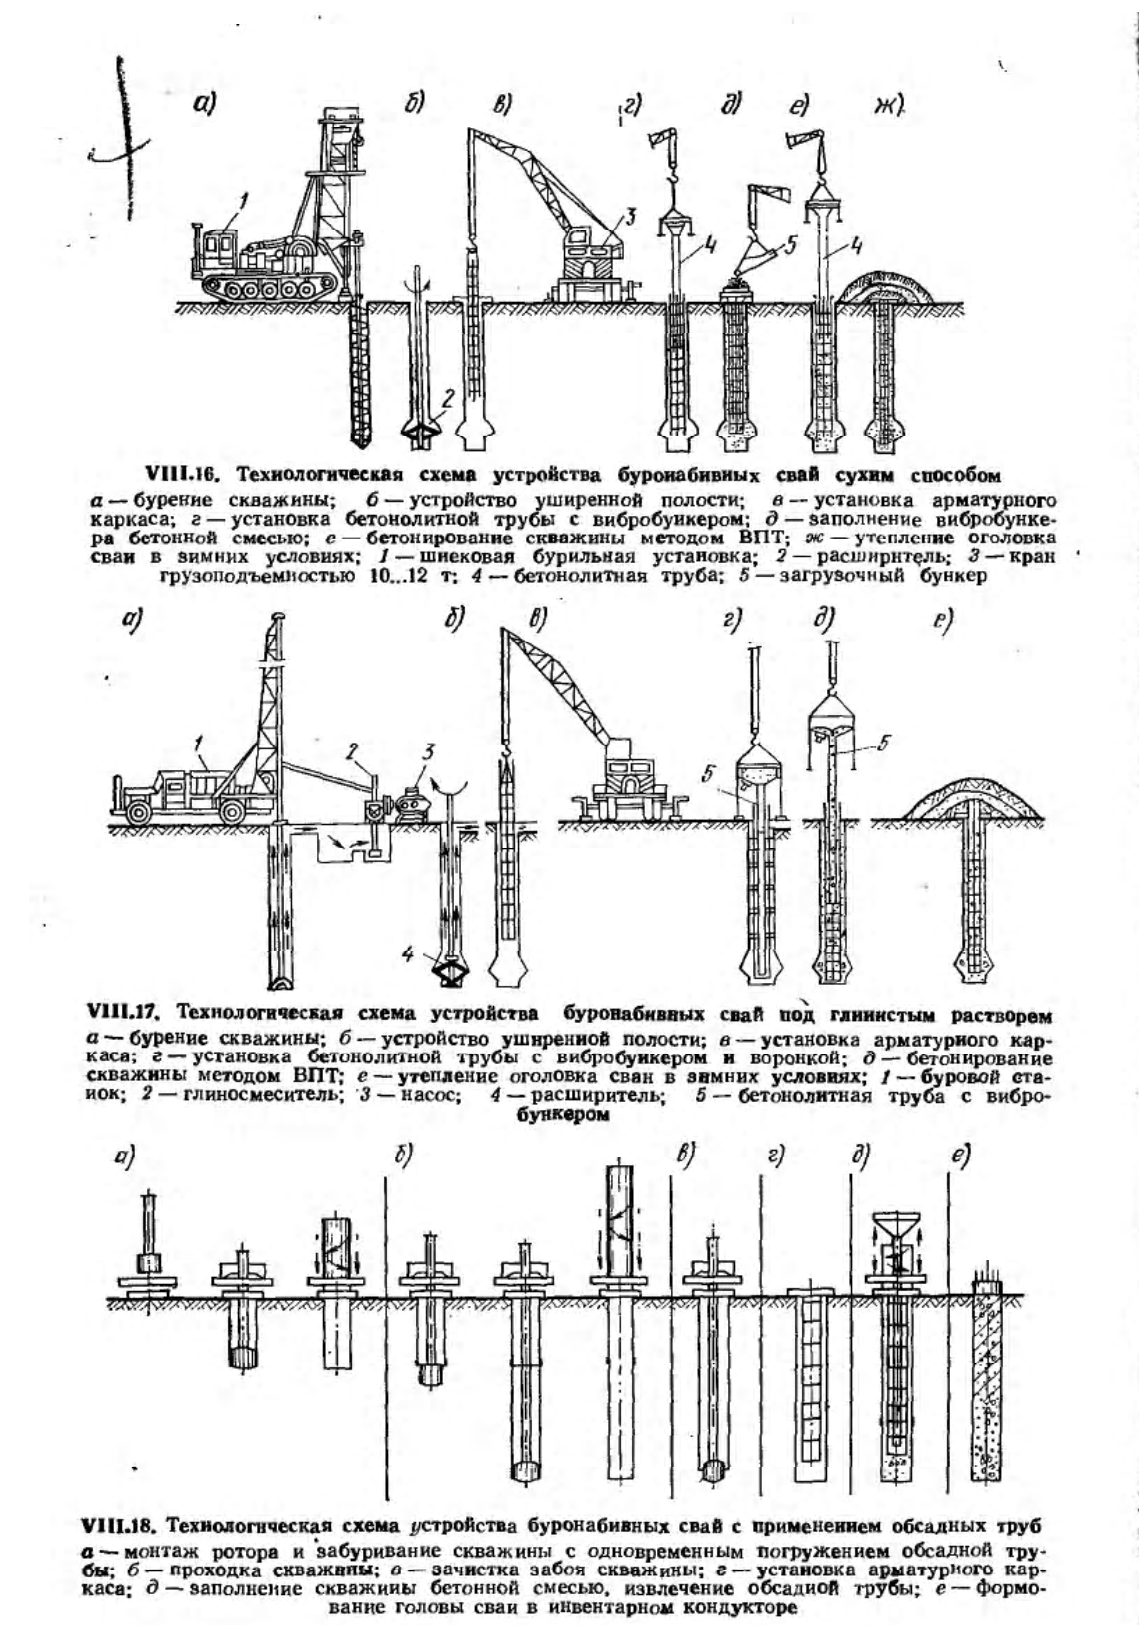 а) б) в) г) д) е) ж)
1 2 3 4 5 4
VIII.16. Технологическая схема устройства буронабивных свай сухим способом
а — бурение скважины; б — устройство уширенной полости; в — установка арматурного
каркаса; г — установка бетонолитной трубы с вибробункером; д — заполнение вибробунке-
ра бетонной смесью; е — бетонирование скважины методом ВПТ; ж — утепление оголовка
сваи в зимних условиях; 1 — шнековая бурильная установка; 2 — расширитель; 3 — кран
грузоподъемностью 10...12 т; 4 — бетонолитная труба; 5 — загрузочный бункер
а) б) в) г) д) е)
1 2 3 4 5 5
VIII.17. Технологическая схема устройства буронабивных свай под глинистым раствором
а — бурение скважины; б — устройство уширенной полости; в — установка арматурного кар-
каса; г — установка бетонолитной трубы с вибробункером и воронкой; д — бетонирование
скважины методом ВПТ; е — утепление оголовка сваи в зимних условиях; 1 — буровой ста-
нок; 2 — глиносмеситель; 3 — насос; 4 — расширитель; 5 — бетонолитная труба с вибро-
бункером
а) б) в) г) д) е)
VIII.18. Технологическая схема устройства буронабивных свай с применением обсадных труб
а — монтаж ротора и забуривание скважины с одновременным погружением обсадной тру-
бы; б — проходка скважины; в — зачистка забоя скважины; г — установка арматурного кар-
каса; д — заполнение скважины бетонной смесью, извлечение обсадной трубы; е — формо-
вание головы сваи в инвентарном кондукторе